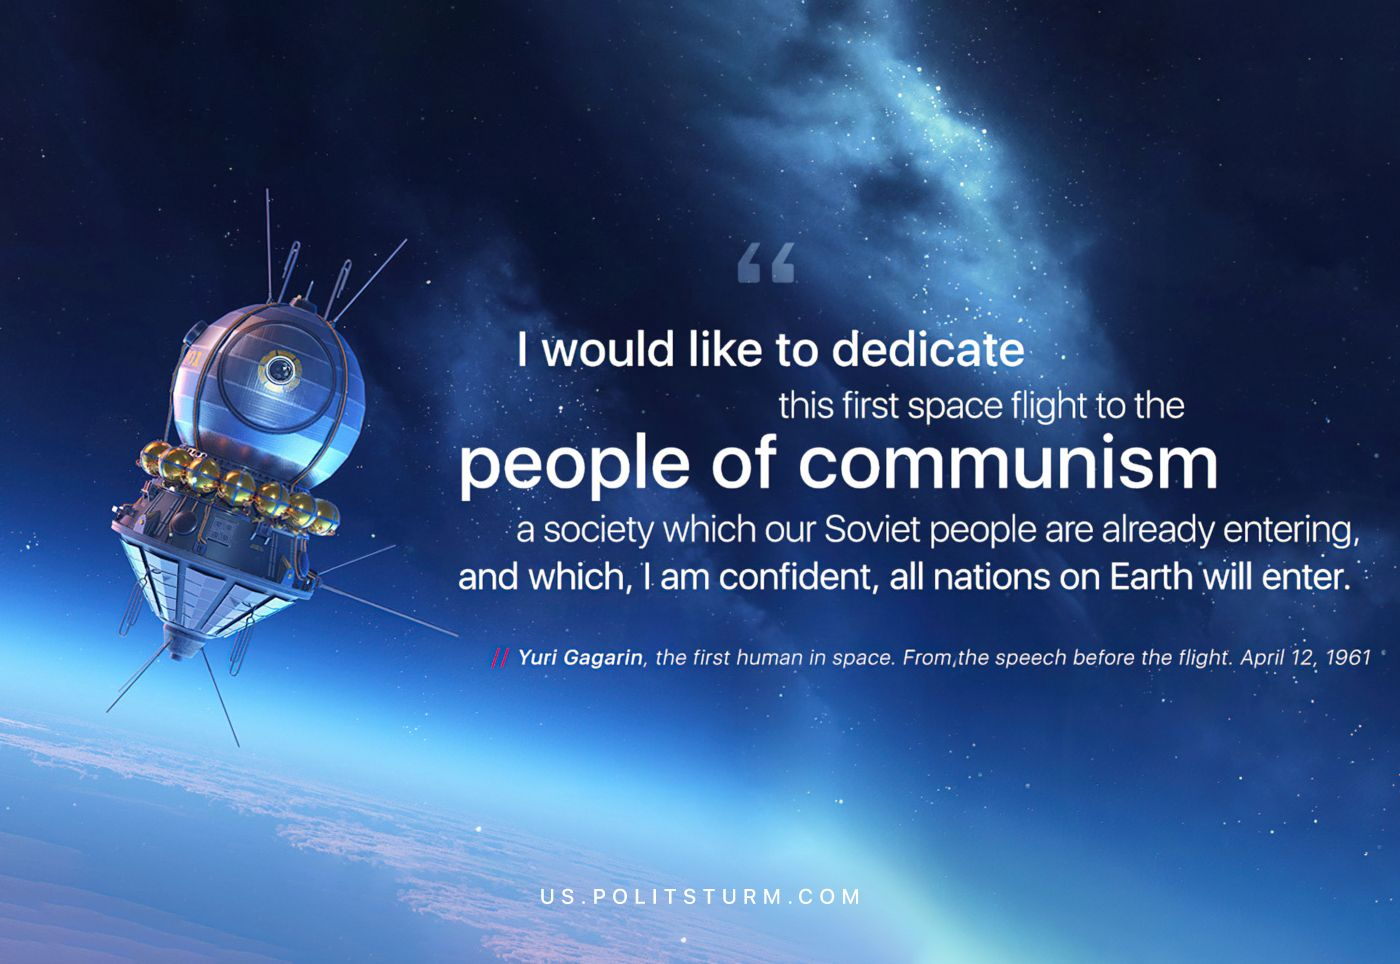 “
I would like to dedicate
this first space flight to the
people of communism
a society which our Soviet people are already entering,
and which, I am confident, all nations on Earth will enter.
// Yuri Gagarin, the first human in space. From,the speech before the flight. April 12, 1961
US.POLITSTURM.COM